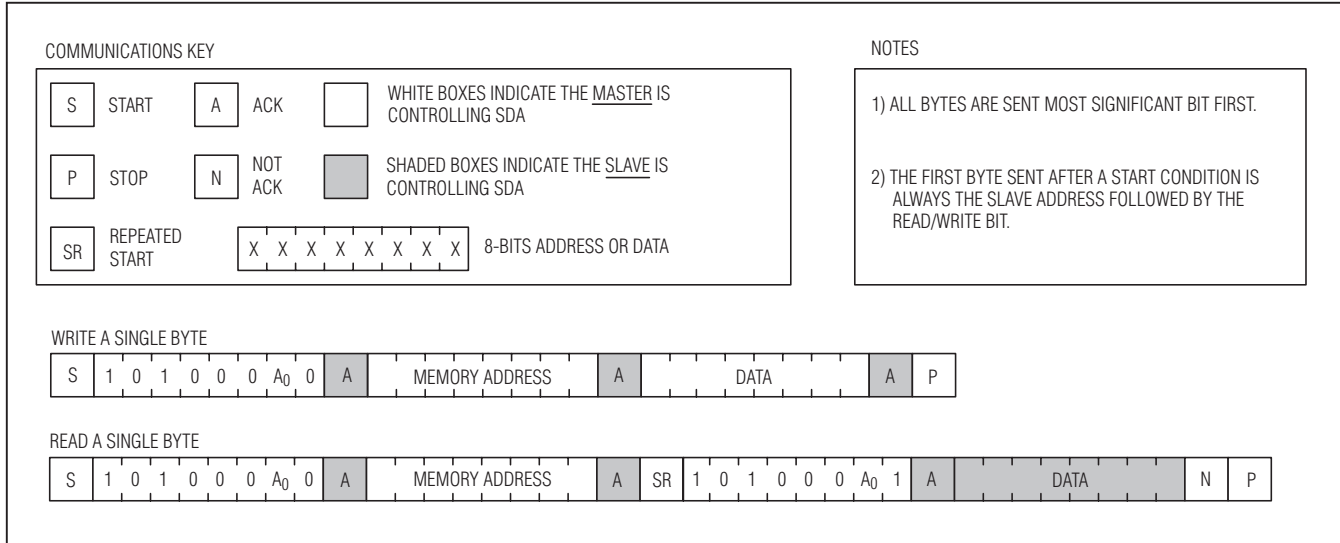 COMMUNICATIONS KEY
S START A ACK WHITE BOXES INDICATE THE MASTER IS
CONTROLLING SDA
P STOP N NOT
ACK
SHADED BOXES INDICATE THE SLAVE IS
CONTROLLING SDA
SR REPEATED
START
X X X X X X X X 8-BITS ADDRESS OR DATA
NOTES
1) ALL BYTES ARE SENT MOST SIGNIFICANT BIT FIRST.
2) THE FIRST BYTE SENT AFTER A START CONDITION IS
ALWAYS THE SLAVE ADDRESS FOLLOWED BY THE
READ/WRITE BIT.
WRITE A SINGLE BYTE
S 1 0 1 0 0 0 A0 0 A MEMORY ADDRESS A DATA A P
READ A SINGLE BYTE
S 1 0 1 0 0 0 A0 0 A MEMORY ADDRESS A SR 1 0 1 0 0 0 A0 1 A DATA N P